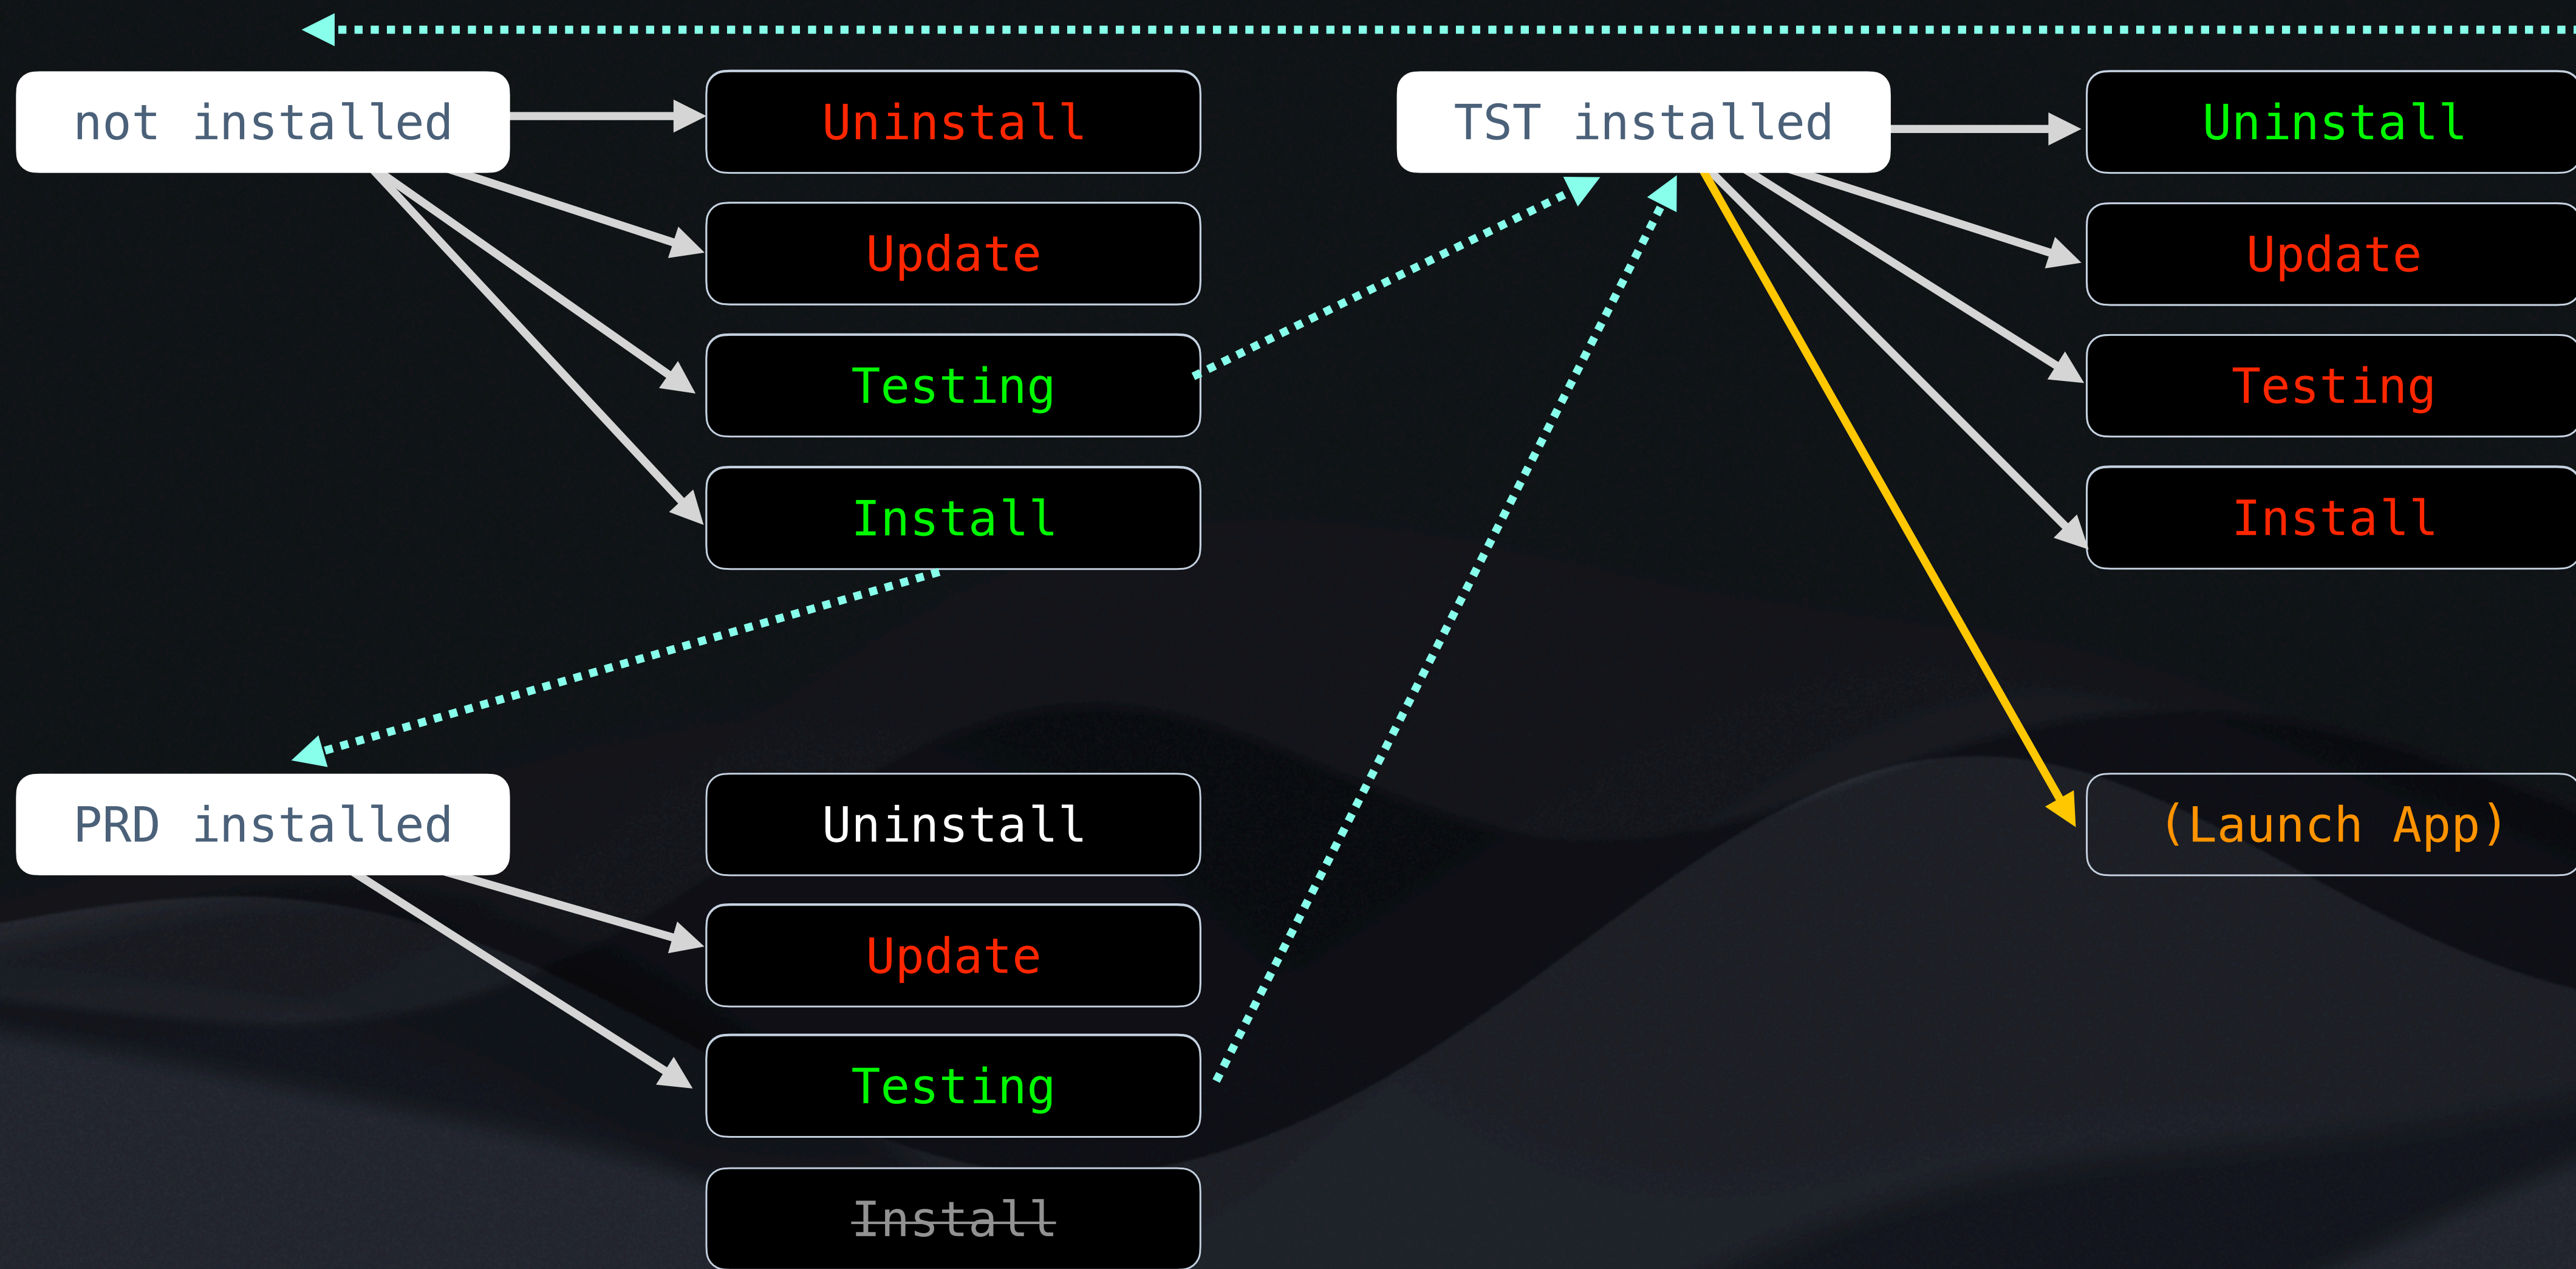 not installed
Uninstall
Update
Testing
Install
TST installed
Uninstall
Update
Testing
Install
PRD installed
Uninstall
Update
Testing
Install
(Launch App)